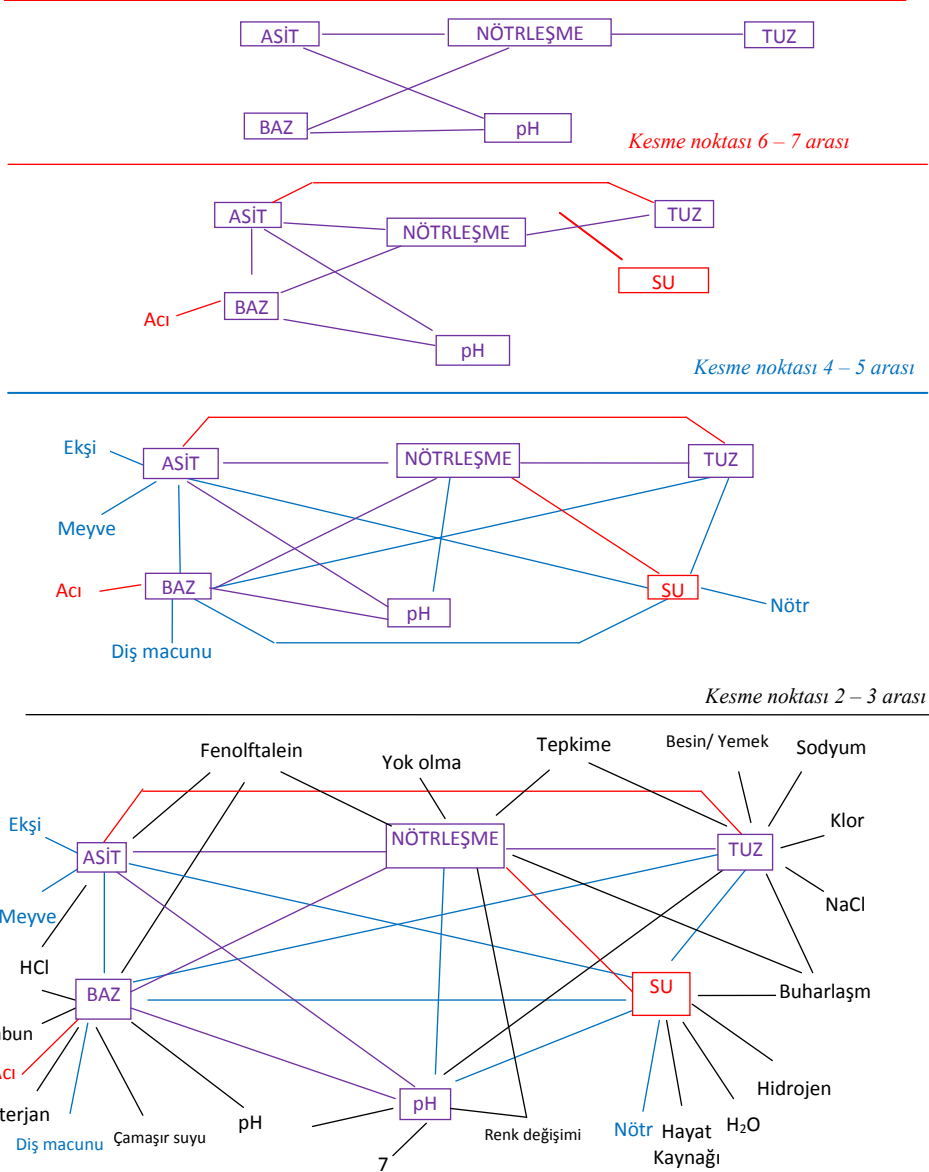 ASİT NÖTRLEŞME TUZ
BAZ pH
Kesme noktası 6 – 7 arası
ASİT TUZ
NÖTRLEŞME
SU
BAZ
Acı
pH
Kesme noktası 4 – 5 arası
Ekşi
ASİT NÖTRLEŞME TUZ
Meyve
Acı BAZ SU
pH Nötr
Diş macunu
Kesme noktası 2 – 3 arası
Fenolftalein Yok olma Tepkime Besin/ Yemek Sodyum
Ekşi NÖTRLEŞME Klor
ASİT TUZ
Meyve NaCl
HCl
BAZ SU Buharlaşm
bun
Acı
terjan pH Hidrojen
Diş macunu Çamaşır suyu pH Renk değişimi Nötr Hayat H₂O
Kaynağı
7